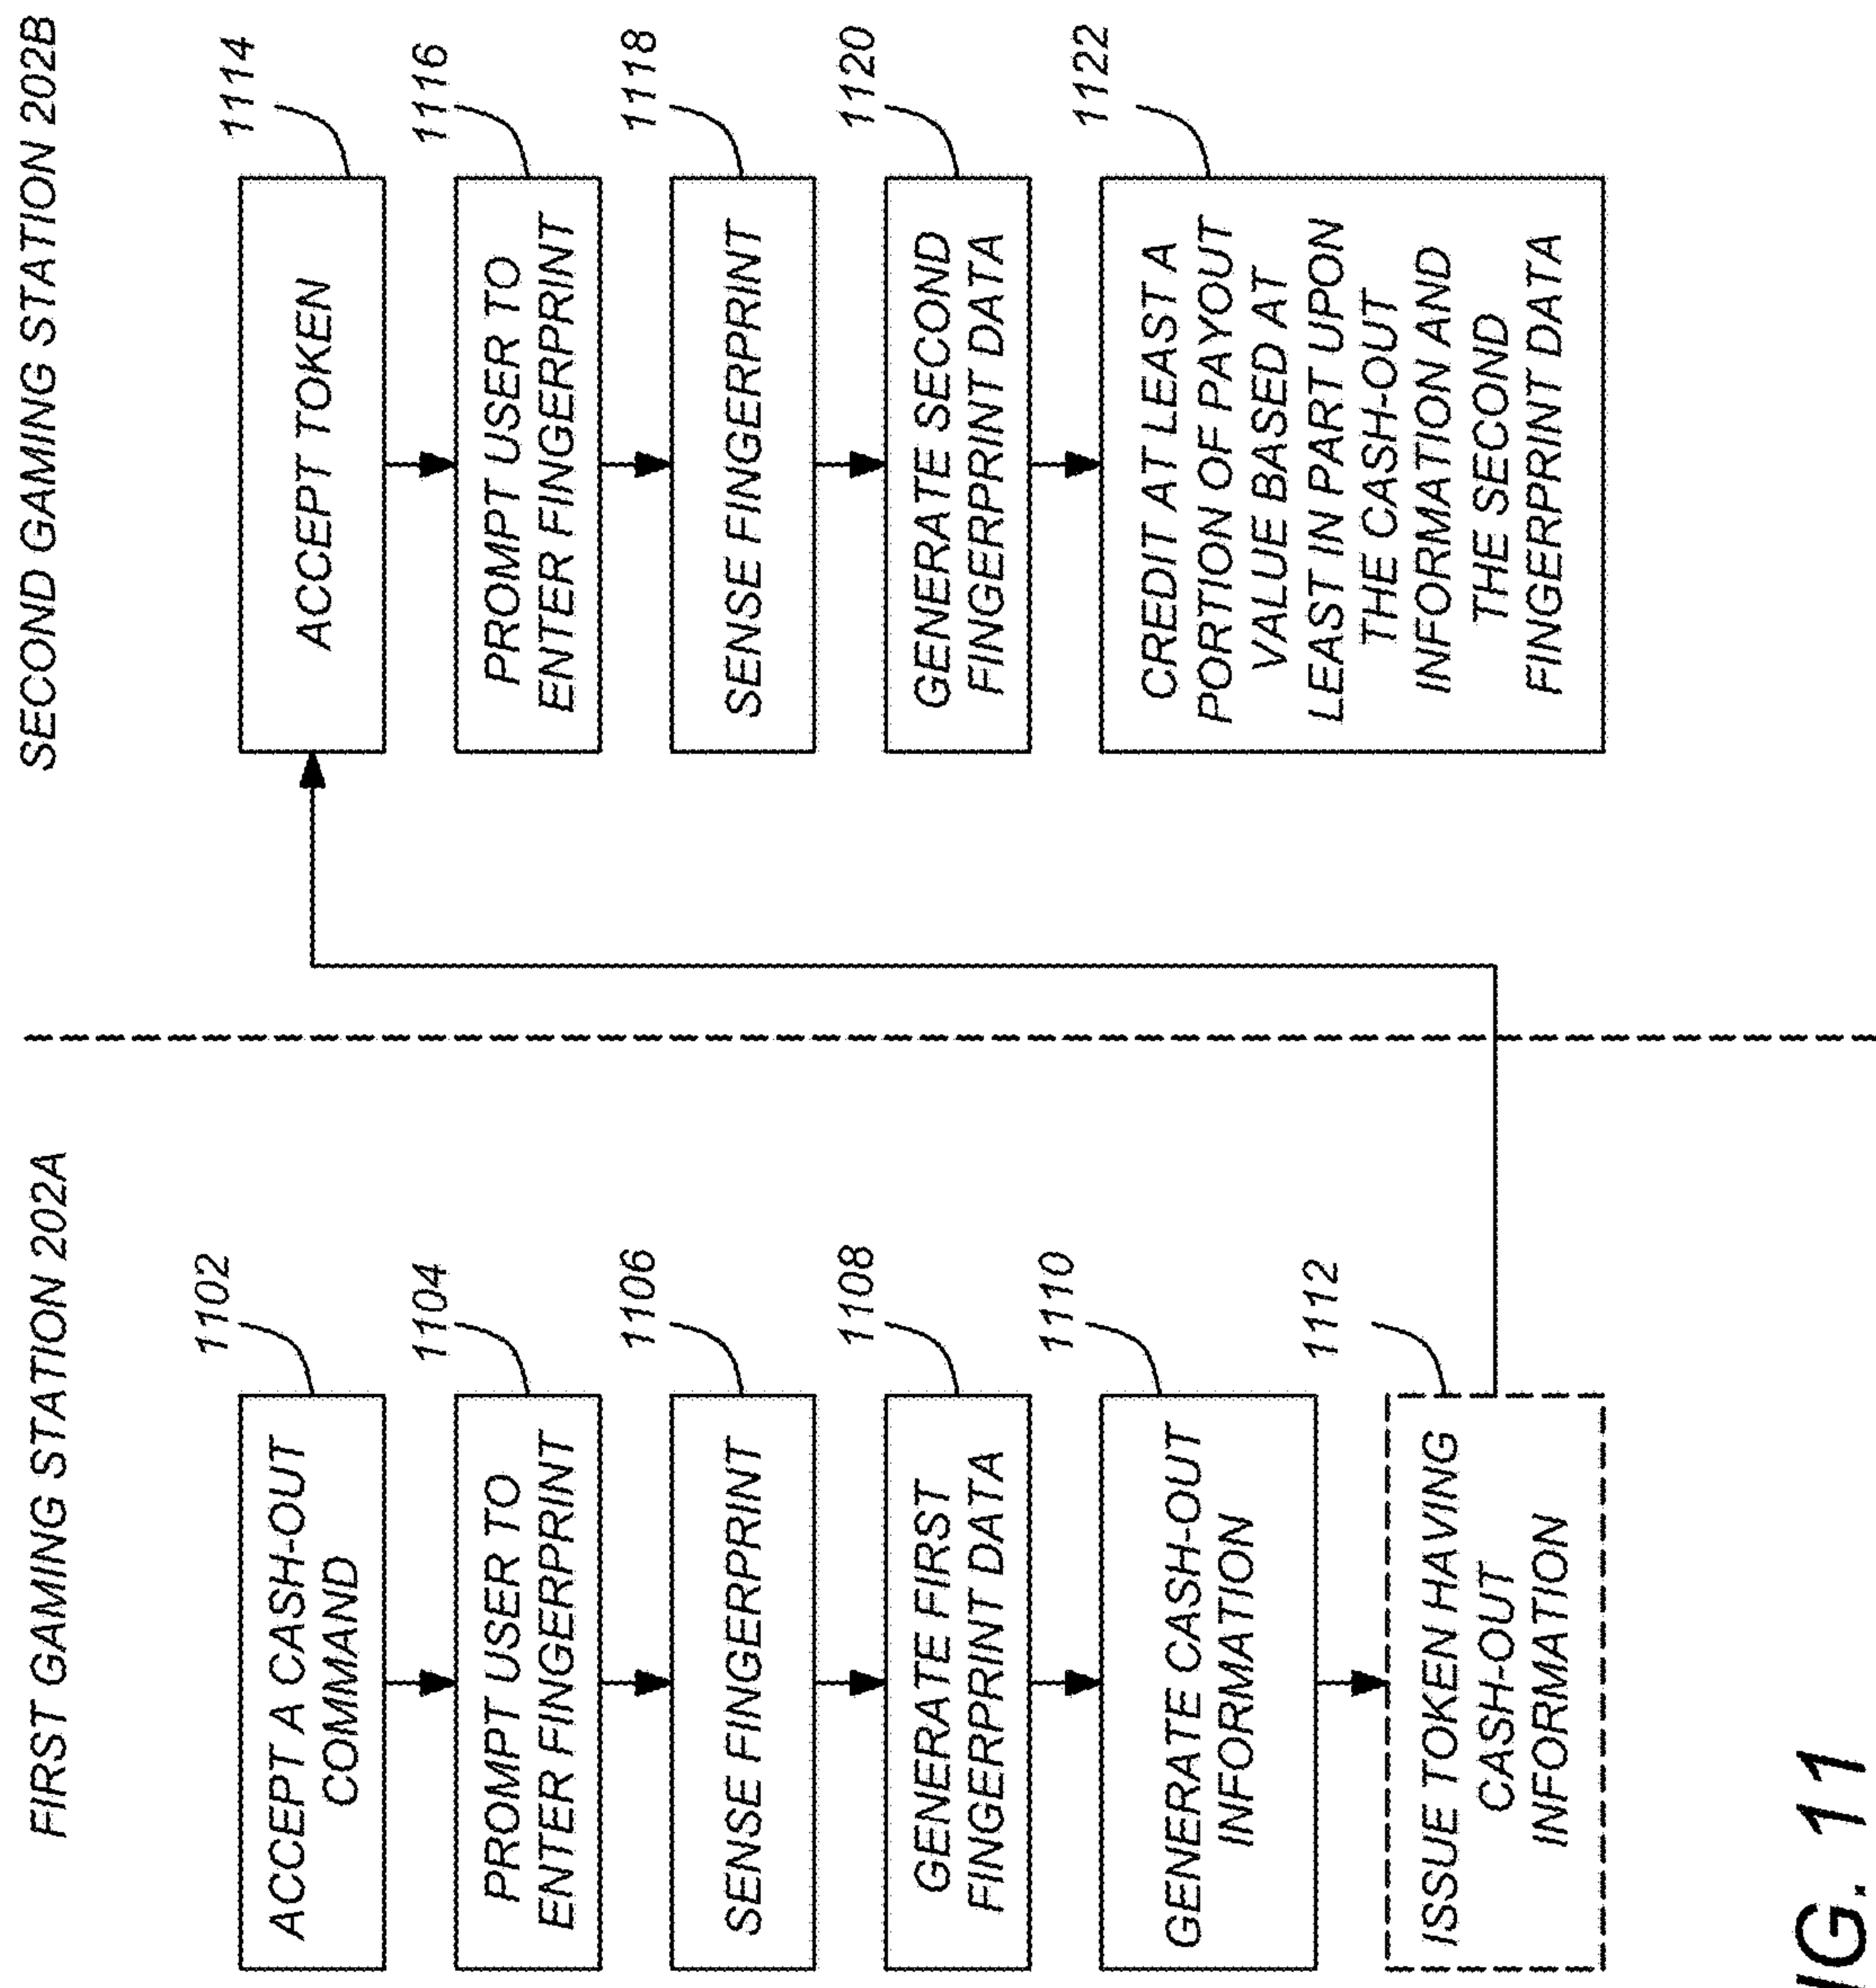 FIRST GAMING STATION 202A
1102
ACCEPT A CASH-OUT
COMMAND
1104
PROMPT USER TO
ENTER FINGERPRINT
1106
SENSE FINGERPRINT
1108
GENERATE FIRST
FINGERPRINT DATA
1110
GENERATE CASH-OUT
INFORMATION
1112
ISSUE TOKEN HAVING
CASH-OUT
INFORMATION
SECOND GAMING STATION 202B
1114
ACCEPT TOKEN
1116
PROMPT USER TO
ENTER FINGERPRINT
1118
SENSE FINGERPRINT
1120
GENERATE SECOND
FINGERPRINT DATA
1122
CREDIT AT LEAST A
PORTION OF PAYOUT
VALUE BASED AT
LEAST IN PART UPON
THE CASH-OUT
INFORMATION AND
THE SECOND
FINGERPRINT DATA
IG. 11